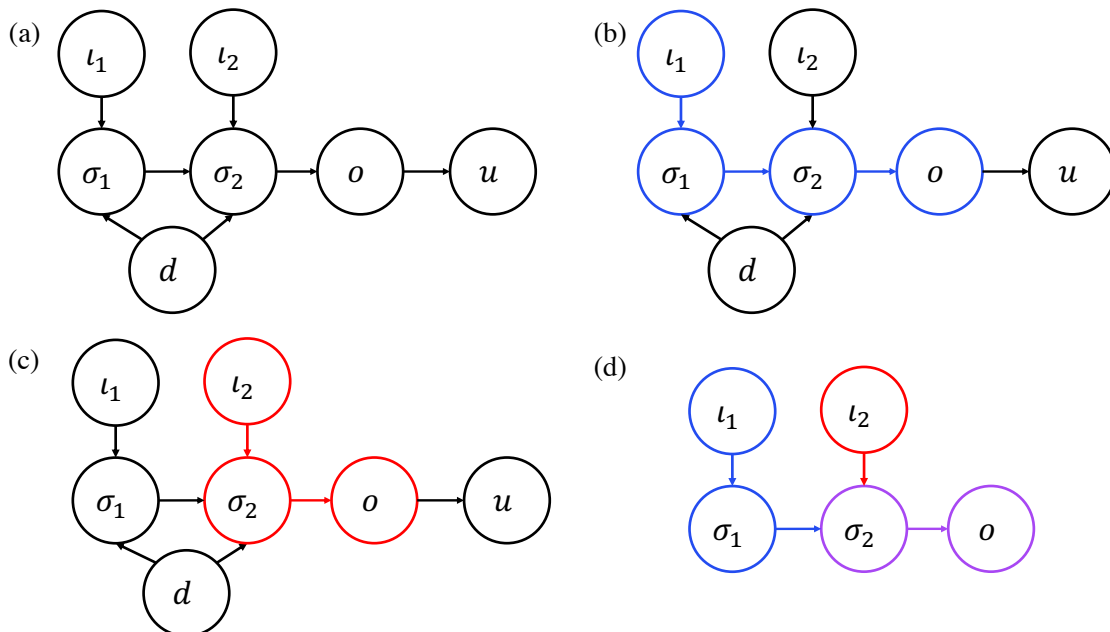 (a)
ι₁ ι₂
σ₁ σ₂ o u
d
(b)
ι₁ ι₂
σ₁ σ₂ o u
d
(c)
ι₁ ι₂
σ₁ σ₂ o u
d
(d)
ι₁ ι₂
σ₁ σ₂ o